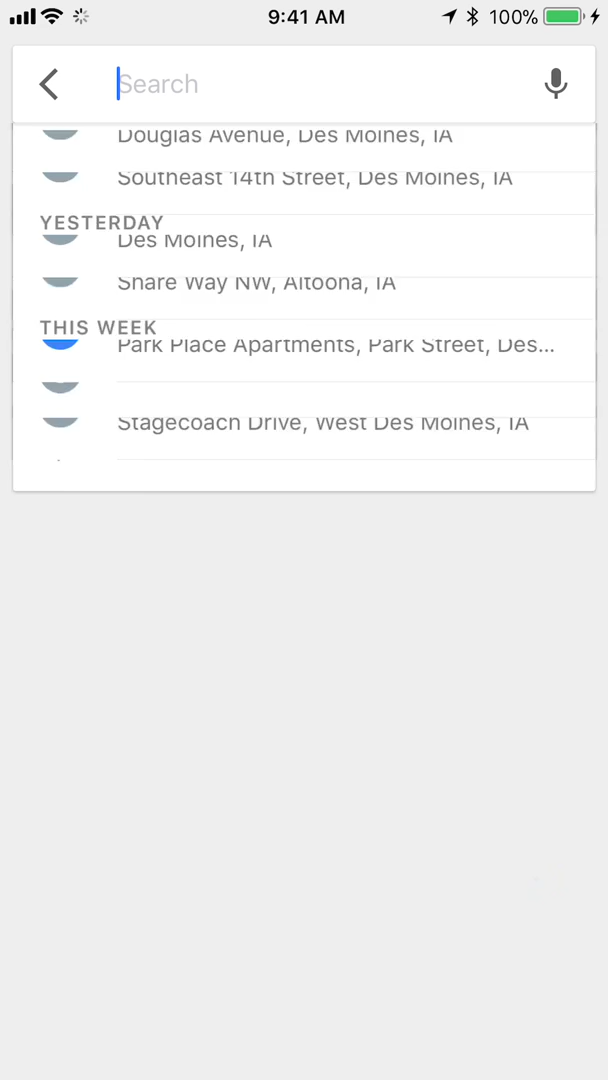 9:41 AM
100%
Search
Douglas Avenue, Des Moines, IA
Southeast 14th Street, Des Moines, IA
YESTERDAY
Des Moines, IA
Share Way NW, Altoona, IA
THIS WEEK
Park Place Apartments, Park Street, Des...
Stagecoach Drive, West Des Moines, IA